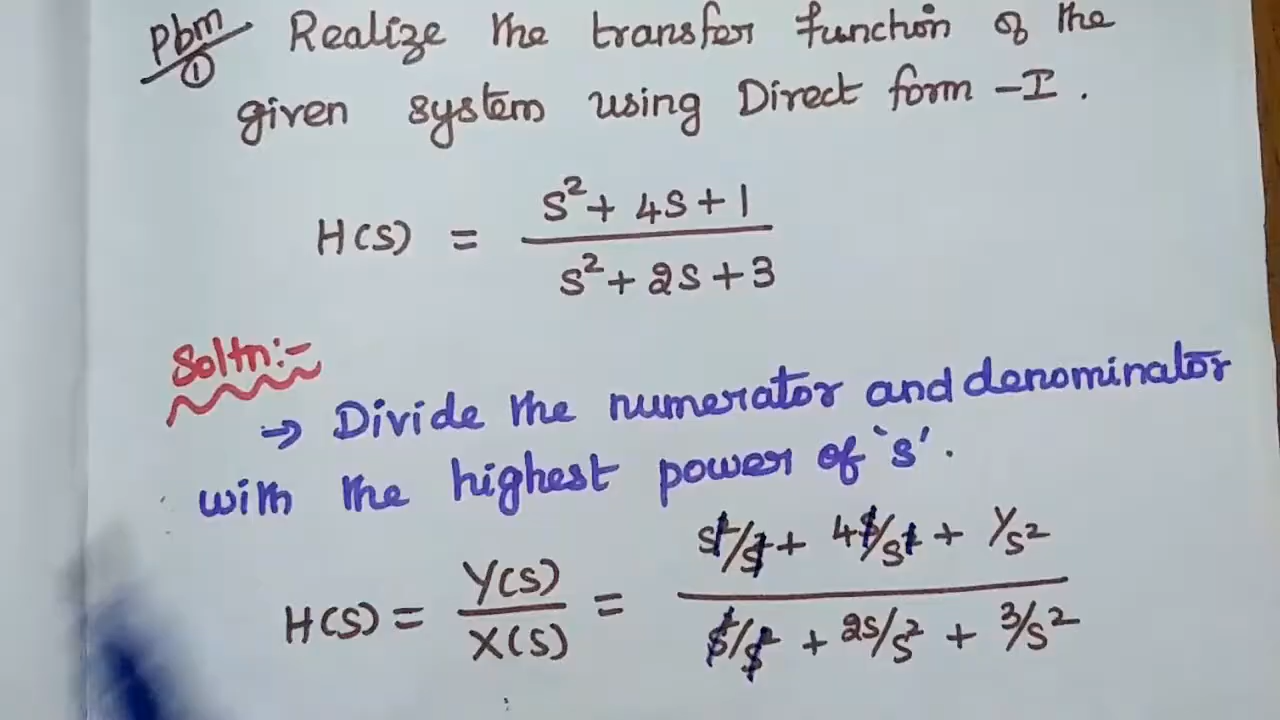 Pbm ① Realize the transfer function of the
given system using Direct form -I.
H(s) = (s² + 4s + 1) / (s² + 2s + 3)
Soltn:-
→ Divide the numerator and denominator
with the highest power of 's'.
H(s) = Y(s)/X(s) = (s²/s² + 4s/s² + 1/s²) / (s²/s² + 2s/s² + 3/s²)